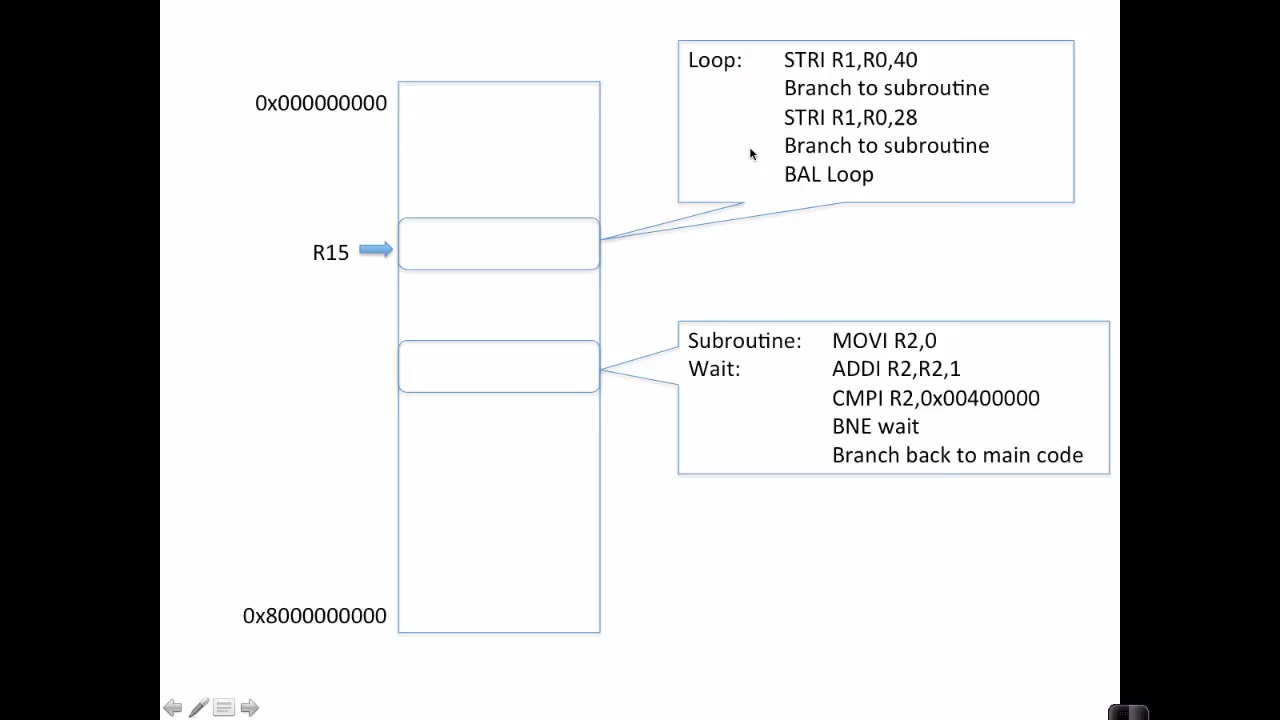 0x000000000
R15
0x8000000000
Loop: STRI R1,R0,40
Branch to subroutine
STRI R1,R0,28
Branch to subroutine
BAL Loop
Subroutine: MOVI R2,0
Wait: ADDI R2,R2,1
CMPI R2,0x00400000
BNE wait
Branch back to main code